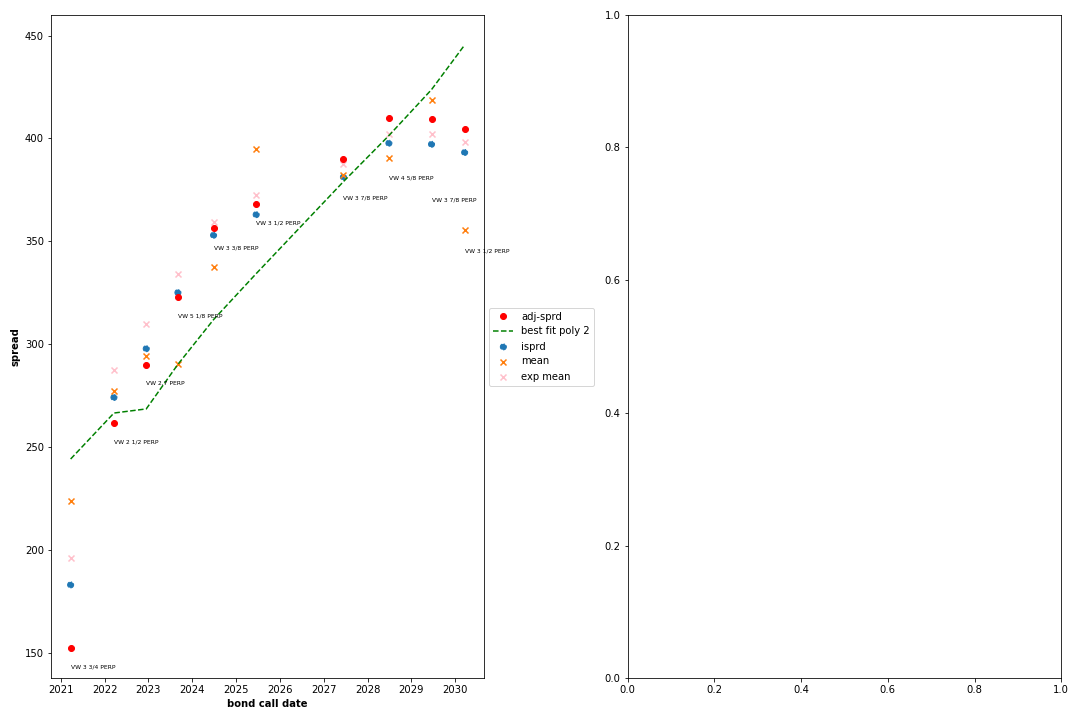 450
400
350
300
250
200
150
spread
2021 2022 2023 2024 2025 2026 2027 2028 2029 2030
bond call date
VW 3 3/4 PERP
VW 2 1/2 PERP
VW 5 1/8 PERP
VW 3 3/8 PERP
VW 3 1/2 PERP
VW 3 7/8 PERP
VW 4 5/8 PERP
VW 3 7/8 PERP
VW 3 1/2 PERP
adj-sprd
best fit poly 2
isprd
mean
exp mean
1.0
0.8
0.6
0.4
0.2
0.0
0.0 0.2 0.4 0.6 0.8 1.0